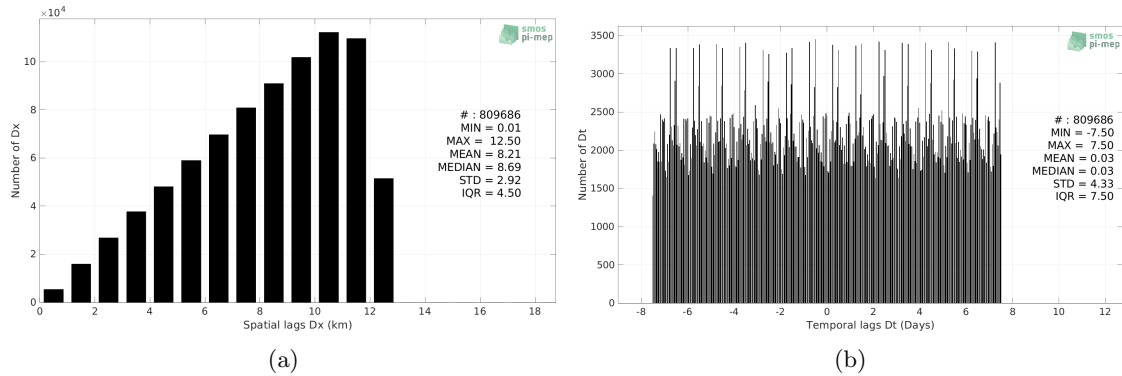 ×10⁴
smos
pi-mep
10
8
6
4
2
0
Number of Dx
# : 809686
MIN = 0.01
MAX = 12.50
MEAN = 8.21
MEDIAN = 8.69
STD = 2.92
IQR = 4.50
0 2 4 6 8 10 12 14 16 18
Spatial lags Dx (km)
(a)
smos
pi-mep
3500
3000
2500
2000
1500
1000
500
0
Number of Dt
# : 809686
MIN = -7.50
MAX = 7.50
MEAN = 0.03
MEDIAN = 0.03
STD = 4.33
IQR = 7.50
-8 -6 -4 -2 0 2 4 6 8 10 12
Temporal lags Dt (Days)
(b)